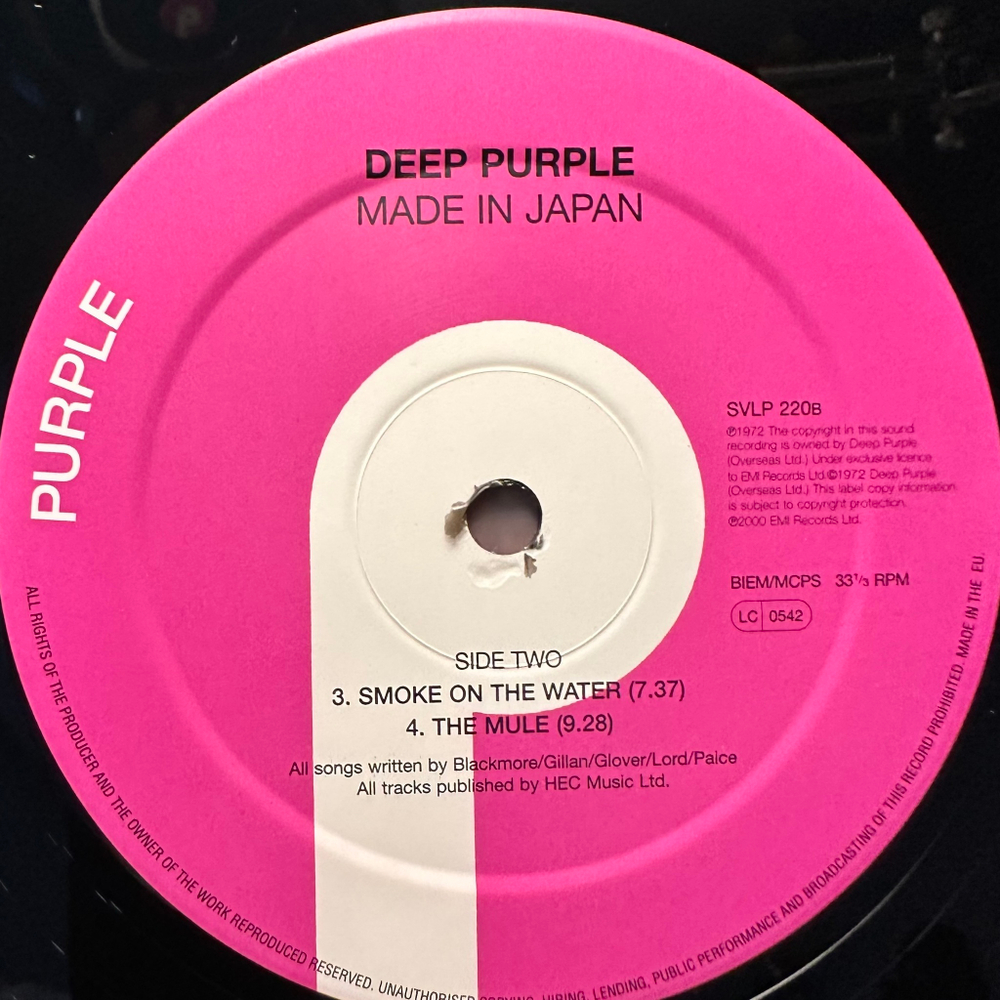 DEEP PURPLE
MADE IN JAPAN
PURPLE
SVLP 220B
℗1972 The copyright in this sound
recording is owned by Deep Purple
(Overseas Ltd.) Under exclusive licence
to EMI Records Ltd.©1972 Deep Purple
(Overseas Ltd.) This label copy information
is subject to copyright protection.
℗2000 EMI Records Ltd.
BIEM/MCPS 33⅓ RPM
LC 0542
SIDE TWO
3. SMOKE ON THE WATER (7.37)
4. THE MULE (9.28)
All songs written by Blackmore/Gillan/Glover/Lord/Paice
All tracks published by HEC Music Ltd.
ALL RIGHTS OF THE PRODUCER AND THE OWNER OF THE WORK REPRODUCED RESERVED. UNAUTHORISED COPYING, HIRING, LENDING, PUBLIC PERFORMANCE AND BROADCASTING OF THIS RECORD PROHIBITED. MADE IN THE EU.